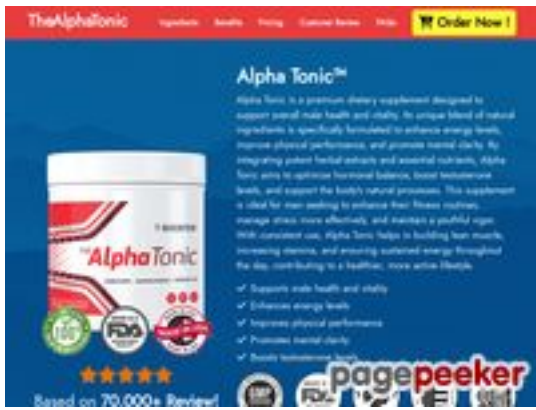 TheAlphaTonic
Ingredients Benefits Pricing Customer Review FAQs Order Now !
Alpha Tonic™
Alpha Tonic is a premium dietary supplement designed to
support overall male health and vitality. Its unique blend of natural
ingredients is specifically formulated to enhance energy levels,
improve physical performance, and promote mental clarity. By
integrating potent herbal extracts and essential nutrients, Alpha
Tonic aims to optimize hormonal balance, boost testosterone
levels, and support the body's natural processes. This supplement
is ideal for men seeking to enhance their fitness routines,
manage stress more effectively, and maintain a youthful vigor.
With consistent use, Alpha Tonic helps in building lean muscle,
increasing stamina, and ensuring sustained energy throughout
the day, contributing to a healthier, more active lifestyle.
✓ Supports male health and vitality
✓ Enhances energy levels
✓ Improves physical performance
✓ Promotes mental clarity
✓ Boosts testosterone levels
THE AlphaTonic
100%
FDA
Based on 70,000+ Review!
FDA
pagepeeker